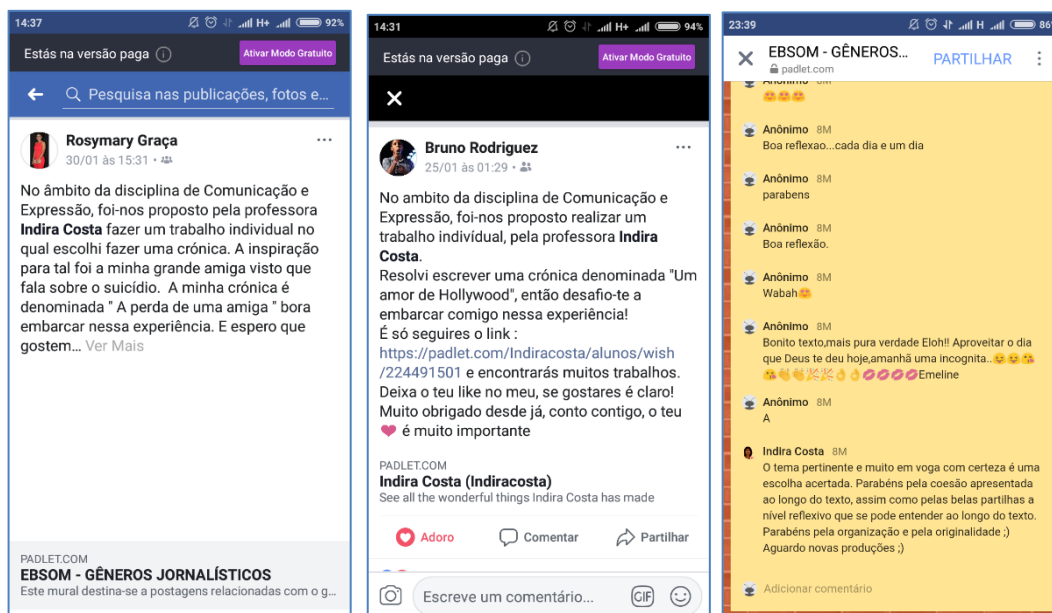 14:37
H+
92%
Estás na versão paga
Ativar Modo Gratuito
Pesquisa nas publicações, fotos e...
Rosymary Graça
30/01 às 15:31
No âmbito da disciplina de Comunicação e
Expressão, foi-nos proposto pela professora
Indira Costa fazer um trabalho individual no
qual escolhi fazer uma crónica. A inspiração
para tal foi a minha grande amiga visto que
fala sobre o suicídio. A minha crónica é
denominada " A perda de uma amiga " bora
embarcar nessa experiência. E espero que
gostem... Ver Mais
PADLET.COM
EBSOM - GÊNEROS JORNALÍSTICOS
Este mural destina-se a postagens relacionadas com o g...
14:31
H+
94%
Estás na versão paga
Ativar Modo Gratuito
Bruno Rodriguez
25/01 às 01:29
No ambito da disciplina de Comunicação e
Expressão, foi-nos proposto realizar um
trabalho indivídual, pela professora Indira
Costa.
Resolvi escrever uma crónica denominada "Um
amor de Hollywood", então desafio-te a
embarcar comigo nessa experiência!
É só seguires o link :
https://padlet.com/Indiracosta/alunos/wish
/224491501 e encontrarás muitos trabalhos.
Deixa o teu like no meu, se gostares é claro!
Muito obrigado desde já, conto contigo, o teu
❤ é muito importante
PADLET.COM
Indira Costa (Indiracosta)
See all the wonderful things Indira Costa has made
Adoro
Comentar
Partilhar
Escreve um comentário...
GIF
23:39
H
86%
EBSOM - GÊNEROS...
padlet.com
PARTILHAR
Anônimo 8M
😍😍😍
Anônimo 8M
Boa reflexao...cada dia e um dia
Anônimo 8M
parabens
Anônimo 8M
Boa reflexão.
Anônimo 8M
Wabah😍
Anônimo 8M
Bonito texto,mais pura verdade Eloh!! Aproveitar o dia
que Deus te deu hoje,amanhã uma incognita..😝😝😘
😘👏👏🎉🎉👌👌💋💋💋💋Emeline
Anônimo 8M
A
Indira Costa 8M
O tema pertinente e muito em voga com certeza é uma
escolha acertada. Parabéns pela coesão apresentada
ao longo do texto, assim como pelas belas partilhas a
nível reflexivo que se pode entender ao longo do texto.
Parabéns pela organização e pela originalidade ;)
Aguardo novas produções ;)
Adicionar comentário